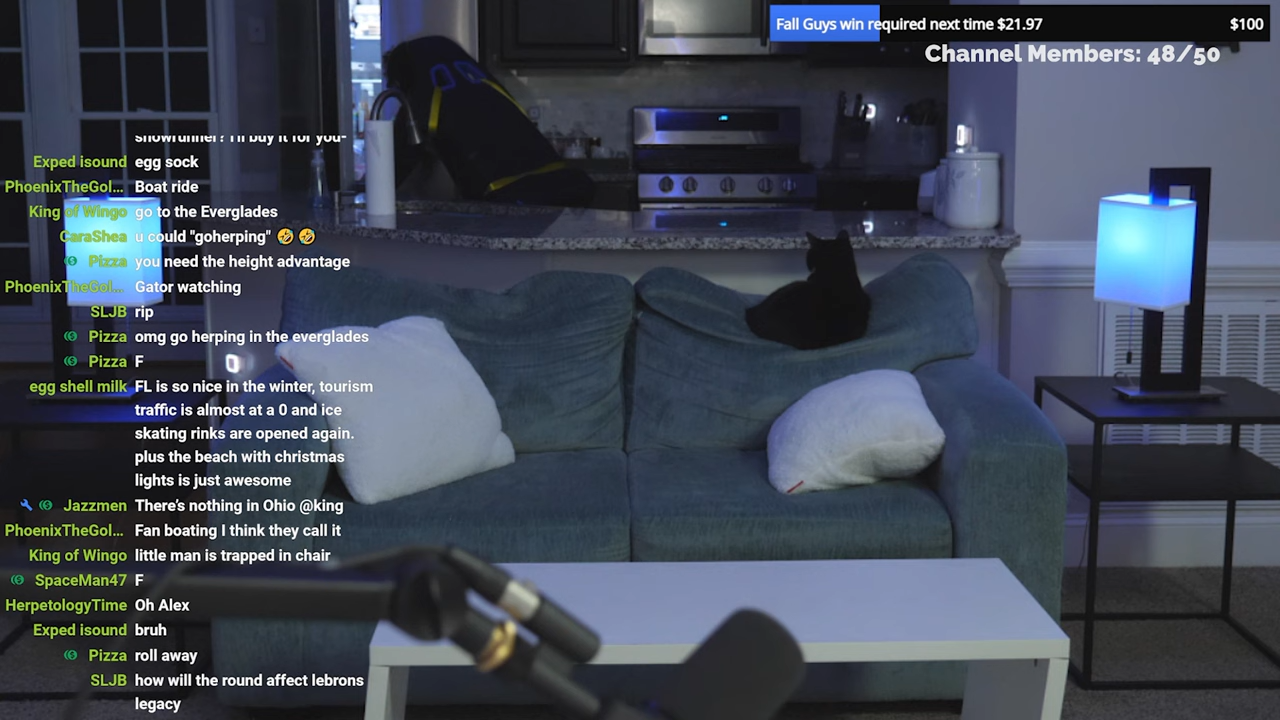 Fall Guys win required next time $21.97 $100
Channel Members: 48/50
showrunner? I'll buy it for you-
Exped isound egg sock
PhoenixTheGol... Boat ride
King of Wingo go to the Everglades
CaraShea u could "goherping" 🤣 🤣
Pizza you need the height advantage
PhoenixTheGol... Gator watching
SLJB rip
Pizza omg go herping in the everglades
Pizza F
egg shell milk FL is so nice in the winter, tourism
traffic is almost at a 0 and ice
skating rinks are opened again.
plus the beach with christmas
lights is just awesome
Jazzmen There's nothing in Ohio @king
PhoenixTheGol... Fan boating I think they call it
King of Wingo little man is trapped in chair
SpaceMan47 F
HerpetologyTime Oh Alex
Exped isound bruh
Pizza roll away
SLJB how will the round affect lebrons
legacy